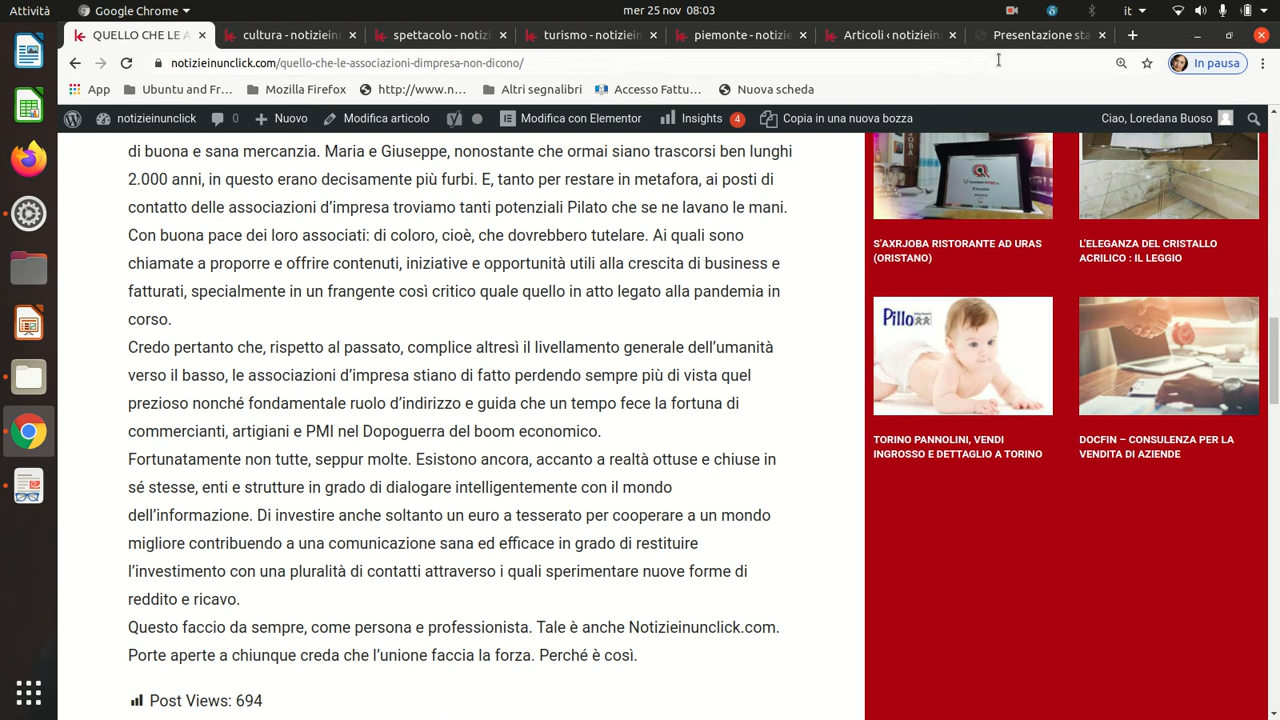 Attività
Google Chrome
mer 25 nov 08:03
it
QUELLO CHE LE A
cultura - notiziein
spettacolo - notizi
turismo - notiziein
piemonte - notizie
Articoli ‹ notiziein
Presentazione sta
notizieinunclick.com/quello-che-le-associazioni-dimpresa-non-dicono/
In pausa
App
Ubuntu and Fr...
Mozilla Firefox
http://www.n...
Altri segnalibri
Accesso Fattu...
Nuova scheda
notizieinunclick
0
Nuovo
Modifica articolo
Modifica con Elementor
Insights 4
Copia in una nuova bozza
Ciao, Loredana Buoso
di buona e sana mercanzia. Maria e Giuseppe, nonostante che ormai siano trascorsi ben lunghi
2.000 anni, in questo erano decisamente più furbi. E, tanto per restare in metafora, ai posti di
contatto delle associazioni d’impresa troviamo tanti potenziali Pilato che se ne lavano le mani.
Con buona pace dei loro associati: di coloro, cioè, che dovrebbero tutelare. Ai quali sono
chiamate a proporre e offrire contenuti, iniziative e opportunità utili alla crescita di business e
fatturati, specialmente in un frangente così critico quale quello in atto legato alla pandemia in
corso.
Credo pertanto che, rispetto al passato, complice altresì il livellamento generale dell’umanità
verso il basso, le associazioni d’impresa stiano di fatto perdendo sempre più di vista quel
prezioso nonché fondamentale ruolo d’indirizzo e guida che un tempo fece la fortuna di
commercianti, artigiani e PMI nel Dopoguerra del boom economico.
Fortunatamente non tutte, seppur molte. Esistono ancora, accanto a realtà ottuse e chiuse in
sé stesse, enti e strutture in grado di dialogare intelligentemente con il mondo
dell’informazione. Di investire anche soltanto un euro a tesserato per cooperare a un mondo
migliore contribuendo a una comunicazione sana ed efficace in grado di restituire
l’investimento con una pluralità di contatti attraverso i quali sperimentare nuove forme di
reddito e ricavo.
Questo faccio da sempre, come persona e professionista. Tale è anche Notizieinunclick.com.
Porte aperte a chiunque creda che l’unione faccia la forza. Perché è così.
Post Views: 694
S’AXRJOBA RISTORANTE AD URAS
(ORISTANO)
L’ELEGANZA DEL CRISTALLO
ACRILICO : IL LEGGIO
Pillo
TORINO PANNOLINI, VENDI
INGROSSO E DETTAGLIO A TORINO
DOCFIN – CONSULENZA PER LA
VENDITA DI AZIENDE